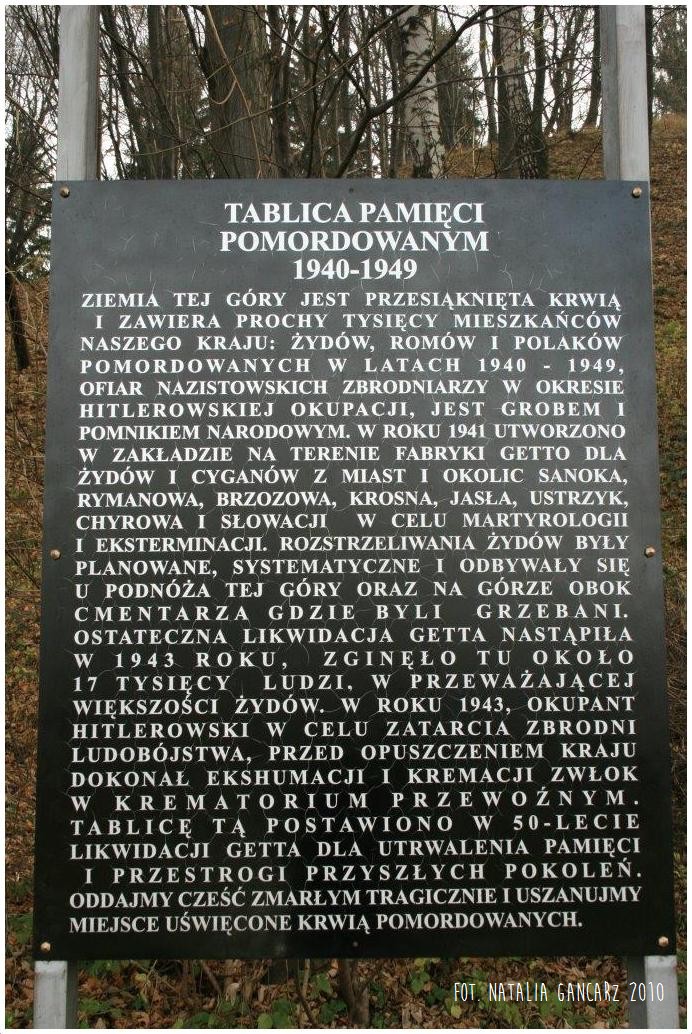 TABLICA PAMIĘCI
POMORDOWANYM
1940-1949
ZIEMIA TEJ GÓRY JEST PRZESIĄKNIĘTA KRWIĄ
I ZAWIERA PROCHY TYSIĘCY MIESZKAŃCÓW
NASZEGO KRAJU: ŻYDÓW, ROMÓW I POLAKÓW
POMORDOWANYCH W LATACH 1940 - 1949,
OFIAR NAZISTOWSKICH ZBRODNIARZY W OKRESIE
HITLEROWSKIEJ OKUPACJI, JEST GROBEM I
POMNIKIEM NARODOWYM. W ROKU 1941 UTWORZONO
W ZAKŁADZIE NA TERENIE FABRYKI GETTO DLA
ŻYDÓW I CYGANÓW Z MIAST I OKOLIC SANOKA,
RYMANOWA, BRZOZOWA, KROSNA, JASŁA, USTRZYK,
CHYROWA I SŁOWACJI W CELU MARTYROLOGII
I EKSTERMINACJI. ROZSTRZELIWANIA ŻYDÓW BYŁY
PLANOWANE, SYSTEMATYCZNE I ODBYWAŁY SIĘ
U PODNÓŻA TEJ GÓRY ORAZ NA GÓRZE OBOK
CMENTARZA GDZIE BYLI GRZEBANI.
OSTATECZNA LIKWIDACJA GETTA NASTĄPIŁA
W 1943 ROKU, ZGINĘŁO TU OKOŁO
17 TYSIĘCY LUDZI, W PRZEWAŻAJĄCEJ
WIĘKSZOŚCI ŻYDÓW. W ROKU 1943, OKUPANT
HITLEROWSKI W CELU ZATARCIA ZBRODNI
LUDOBÓJSTWA, PRZED OPUSZCZENIEM KRAJU
DOKONAŁ EKSHUMACJI I KREMACJI ZWŁOK
W KREMATORIUM PRZEWOŹNYM.
TABLICĘ TĄ POSTAWIONO W 50-LECIE
LIKWIDACJI GETTA DLA UTRWALENIA PAMIĘCI
I PRZESTROGI PRZYSZŁYCH POKOLEŃ.
ODDAJMY CZEŚĆ ZMARŁYM TRAGICZNIE I USZANUJMY
MIEJSCE UŚWIĘCONE KRWIĄ POMORDOWANYCH.
FOT. NATALIA GANCARZ 2010